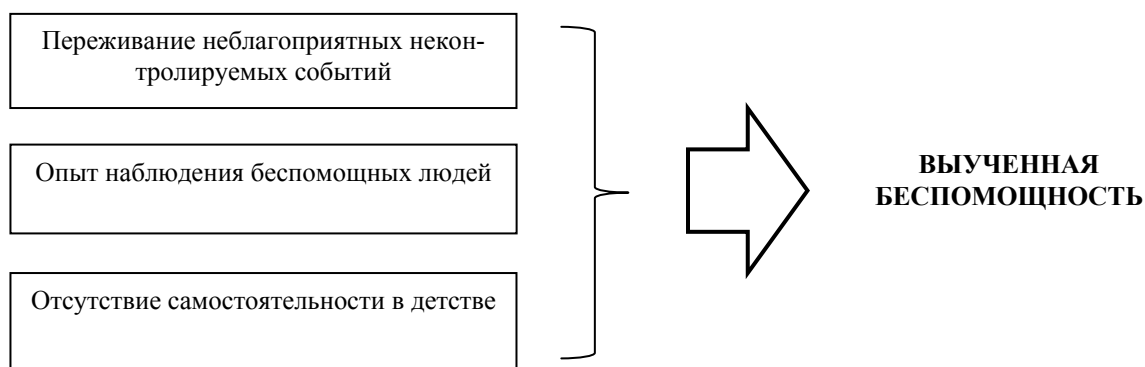 Переживание неблагоприятных некон-
тролируемых событий
Опыт наблюдения беспомощных людей
Отсутствие самостоятельности в детстве
ВЫУЧЕННАЯ
БЕСПОМОЩНОСТЬ